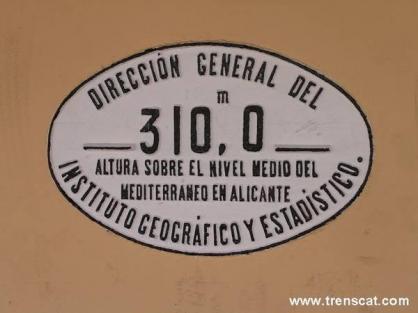 DIRECCIÓN GENERAL DEL
m
310,0
ALTURA SOBRE EL NIVEL MEDIO DEL
MEDITERRÁNEO EN ALICANTE
INSTITUTO GEOGRÁFICO Y ESTADÍSTICO.
www.trenscat.com